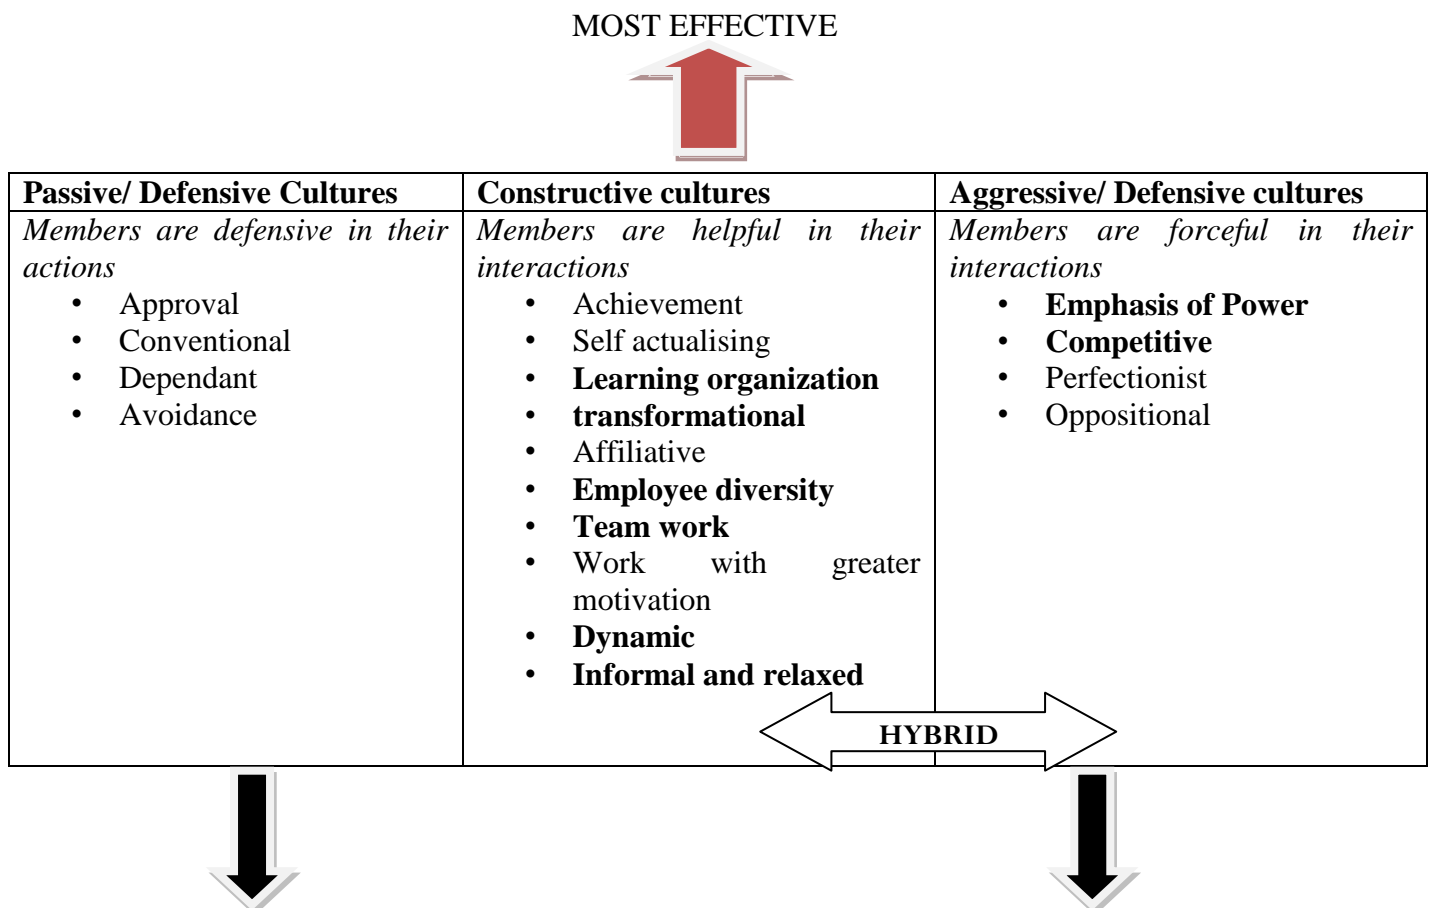 MOST EFFECTIVE
Passive/ Defensive Cultures
Members are defensive in their
actions
• Approval
• Conventional
• Dependant
• Avoidance
Constructive cultures
Members are helpful in their
interactions
• Achievement
• Self actualising
• Learning organization
• transformational
• Affiliative
• Employee diversity
• Team work
• Work with greater
motivation
• Dynamic
• Informal and relaxed
Aggressive/ Defensive cultures
Members are forceful in their
interactions
• Emphasis of Power
• Competitive
• Perfectionist
• Oppositional
HYBRID